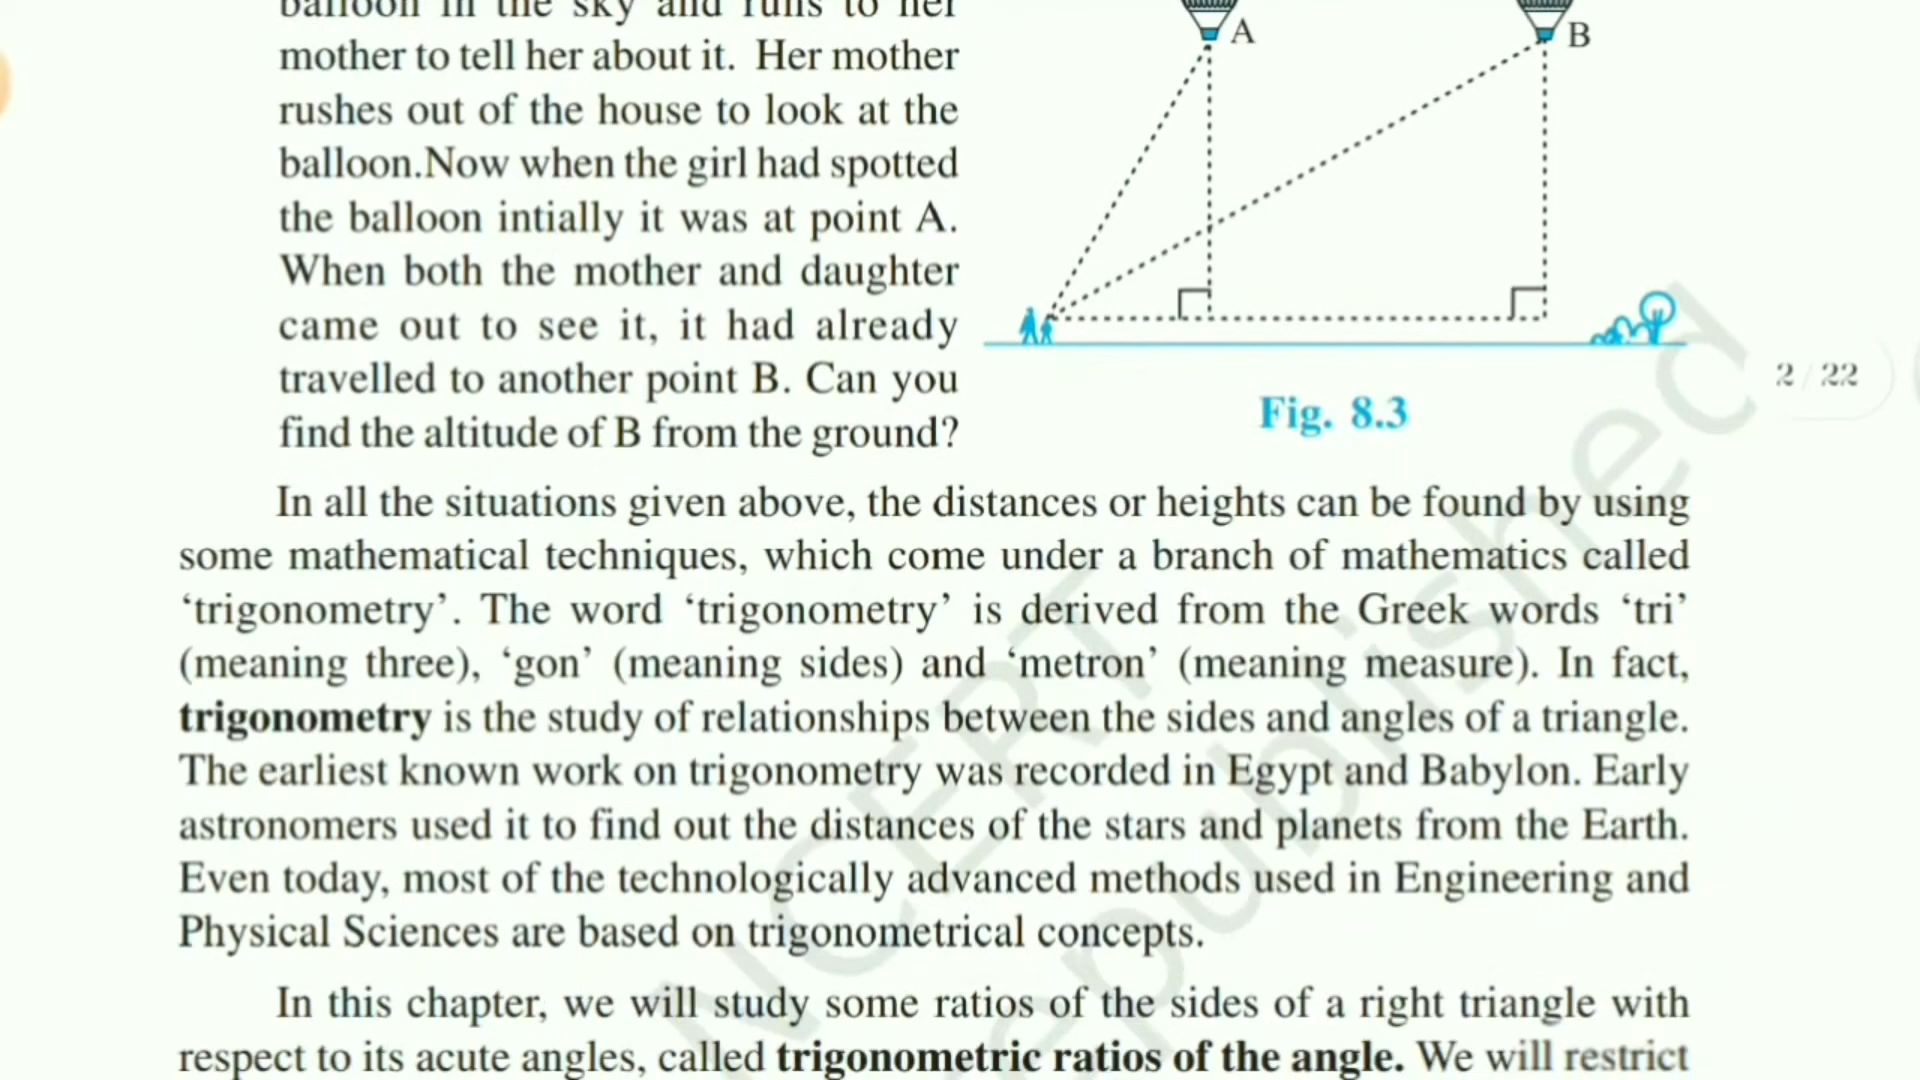 balloon in the sky and runs to her
mother to tell her about it. Her mother
rushes out of the house to look at the
balloon.Now when the girl had spotted
the balloon intially it was at point A.
When both the mother and daughter
came out to see it, it had already
travelled to another point B. Can you
find the altitude of B from the ground?
A
B
Fig. 8.3
2 / 22
In all the situations given above, the distances or heights can be found by using
some mathematical techniques, which come under a branch of mathematics called
‘trigonometry’. The word ‘trigonometry’ is derived from the Greek words ‘tri’
(meaning three), ‘gon’ (meaning sides) and ‘metron’ (meaning measure). In fact,
trigonometry is the study of relationships between the sides and angles of a triangle.
The earliest known work on trigonometry was recorded in Egypt and Babylon. Early
astronomers used it to find out the distances of the stars and planets from the Earth.
Even today, most of the technologically advanced methods used in Engineering and
Physical Sciences are based on trigonometrical concepts.
In this chapter, we will study some ratios of the sides of a right triangle with
respect to its acute angles, called trigonometric ratios of the angle. We will restrict
NCERT
republished